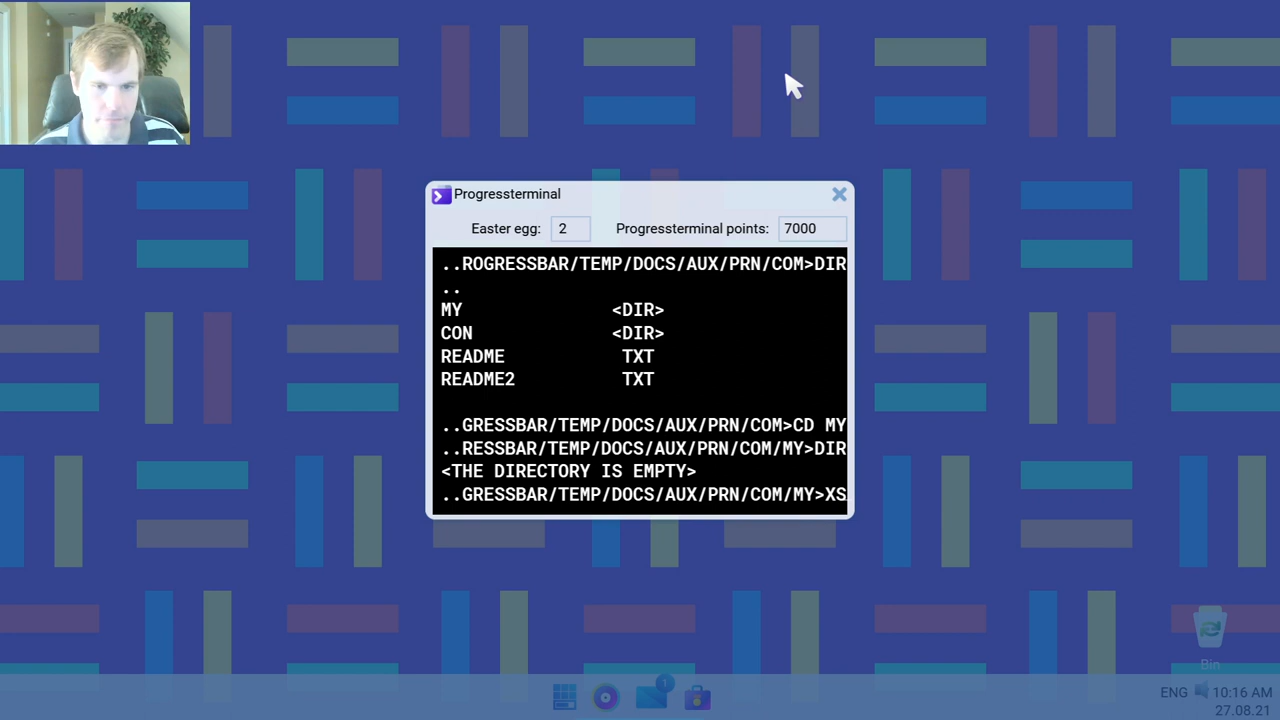 Progressterminal
Easter egg: 2 Progressterminal points: 7000
..ROGRESSBAR/TEMP/DOCS/AUX/PRN/COM>DIR
..
MY <DIR>
CON <DIR>
README TXT
README2 TXT
..GRESSBAR/TEMP/DOCS/AUX/PRN/COM>CD MY
..RESSBAR/TEMP/DOCS/AUX/PRN/COM/MY>DIR
<THE DIRECTORY IS EMPTY>
..GRESSBAR/TEMP/DOCS/AUX/PRN/COM/MY>XS
Bin
1
ENG 10:16 AM
27.08.21